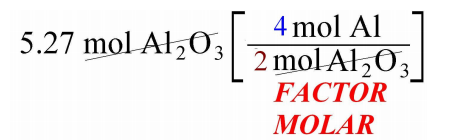 5.27 mol Al₂O₃ [ 4 mol Al / 2 mol Al₂O₃ ]
FACTOR
MOLAR